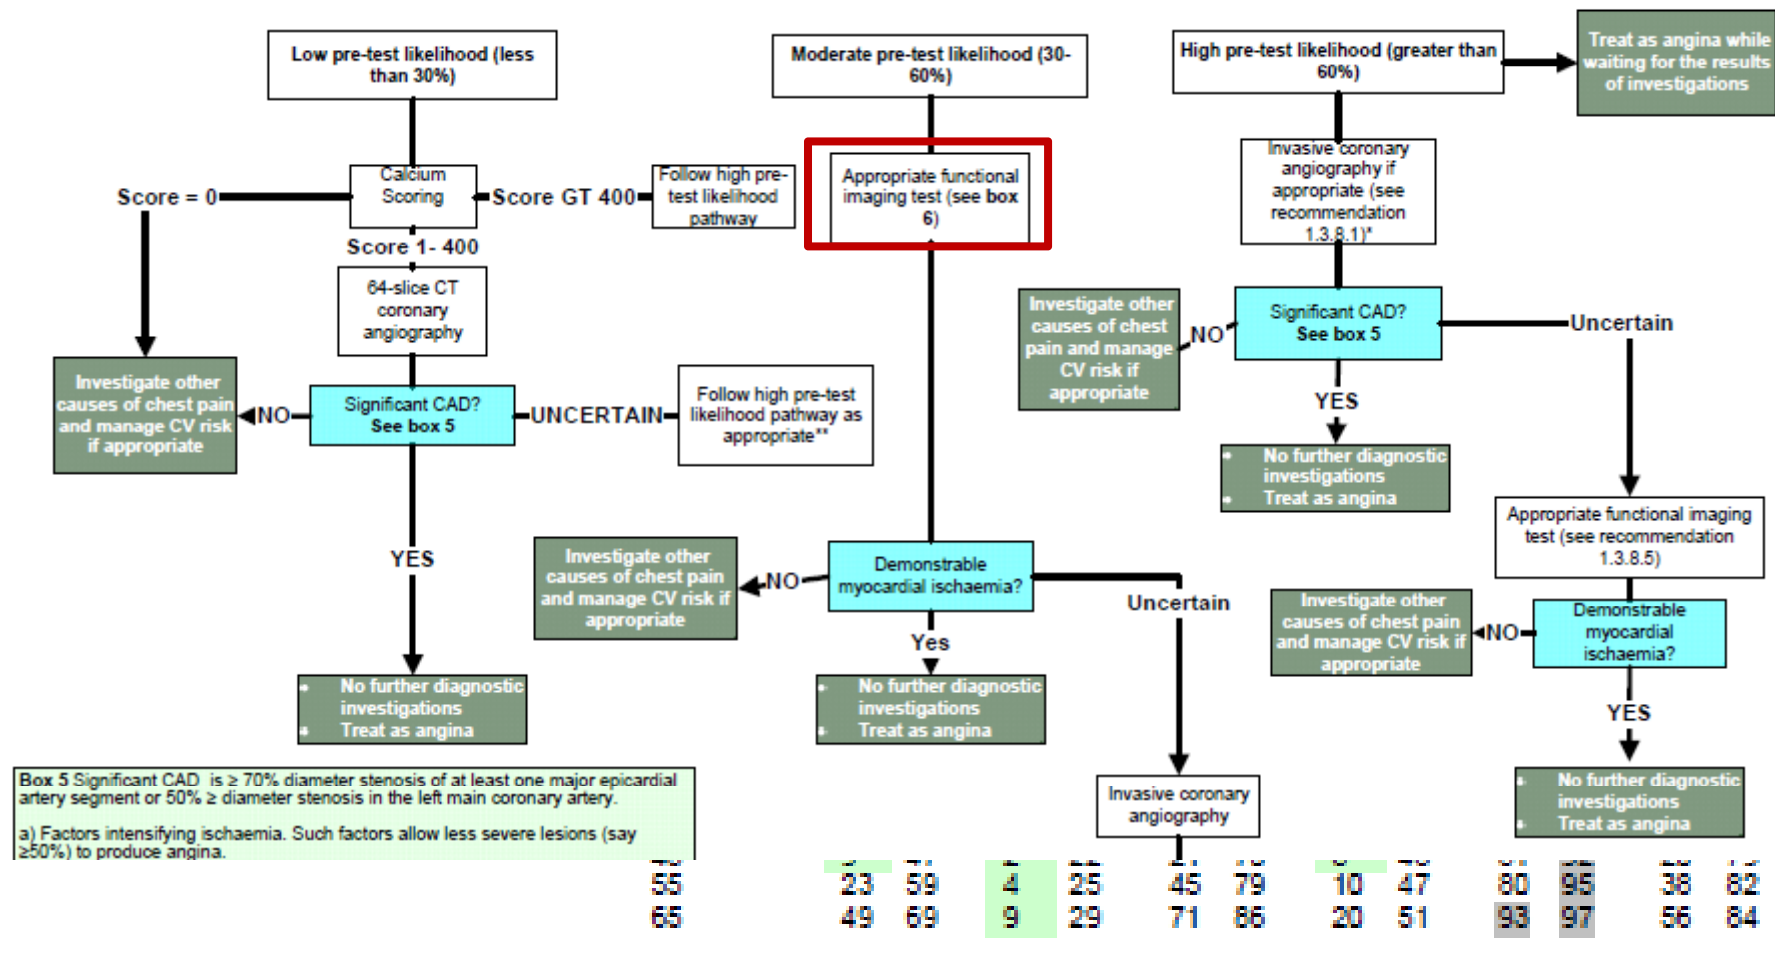 Low pre-test likelihood (less
than 30%)
Moderate pre-test likelihood (30-
60%)
High pre-test likelihood (greater than
60%)
Treat as angina while
waiting for the results
of investigations
Score = 0
Calcium
Scoring
Score GT 400
Follow high pre-
test likelihood
pathway
Appropriate functional
imaging test (see box
6)
Invasive coronary
angiography if
appropriate (see
recommendation
1.3.8.1)*
Score 1- 400
64-slice CT
coronary
angiography
Investigate other
causes of chest
pain and manage
CV risk if
appropriate
NO
Significant CAD?
See box 5
Uncertain
YES
Investigate other
causes of chest pain
and manage CV risk
if appropriate
NO
Significant CAD?
See box 5
UNCERTAIN
Follow high pre-test
likelihood pathway as
appropriate**
No further diagnostic
investigations
Treat as angina
Appropriate functional imaging
test (see recommendation
1.3.8.5)
YES
Investigate other
causes of chest pain
and manage CV risk if
appropriate
NO
Demonstrable
myocardial ischaemia?
Uncertain
Yes
Investigate other
causes of chest pain
and manage CV risk if
appropriate
NO
Demonstrable
myocardial
ischaemia?
YES
No further diagnostic
investigations
Treat as angina
No further diagnostic
investigations
Treat as angina
Invasive coronary
angiography
No further diagnostic
investigations
Treat as angina
Box 5 Significant CAD is ≥ 70% diameter stenosis of at least one major epicardial
artery segment or 50% ≥ diameter stenosis in the left main coronary artery.
a) Factors intensifying ischaemia. Such factors allow less severe lesions (say
≥50%) to produce angina.
55 23 59 4 25 45 79 10 47 80 95 38 82
65 49 69 9 29 71 86 20 51 93 97 56 84